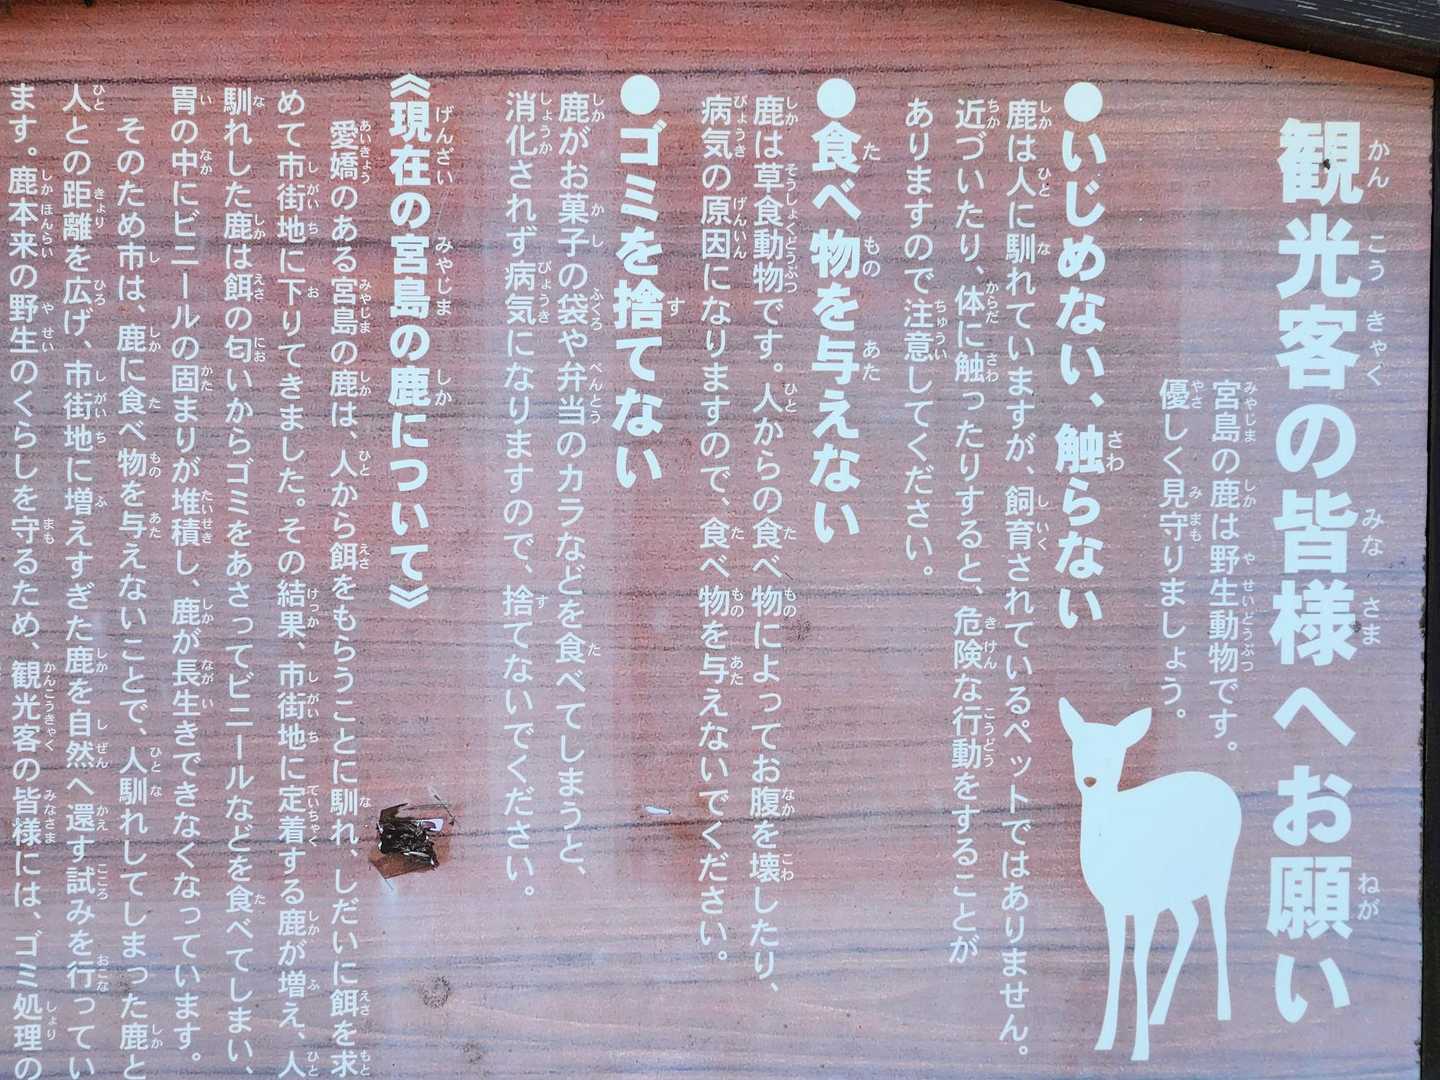 観光客の皆様へお願い
宮島の鹿は野生動物です。
優しく見守りましょう。
●いじめない、触らない
鹿は人に馴れていますが、飼育されているペットではありません。
近づいたり、体に触ったりすると、危険な行動をすることが
ありますので注意してください。
●食べ物を与えない
鹿は草食動物です。人からの食べ物によってお腹を壊したり、
病気の原因になりますので、食べ物を与えないでください。
●ゴミを捨てない
鹿がお菓子の袋や弁当のカラなどを食べてしまうと、
消化されず病気になりますので、捨てないでください。
《現在の宮島の鹿について》
愛嬌のある宮島の鹿は、人から餌をもらうことに馴れ、しだいに餌を求
めて市街地に下りてきました。その結果、市街地に定着する鹿が増え、人
馴れした鹿は餌の匂いからゴミをあさってビニールなどを食べてしまい、
胃の中にビニールの固まりが堆積し、鹿が長生きできなくなっています。
そのため市は、鹿に食べ物を与えないことで、人馴れしてしまった鹿と
人との距離を広げ、市街地に増えすぎた鹿を自然へ還す試みを行ってい
ます。鹿本来の野生のくらしを守るため、観光客の皆様には、ゴミ処理の